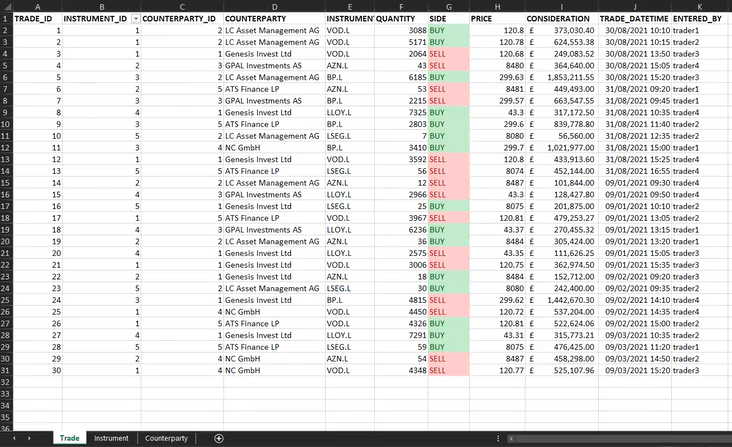 A B C D E F G H I J K
1 TRADE_ID INSTRUMENT_ID COUNTERPARTY_ID COUNTERPARTY INSTRUMEN QUANTITY SIDE PRICE CONSIDERATION TRADE_DATETIME ENTERED_BY
2 1 1 2 LC Asset Management AG VOD.L 3088 BUY 120.8 £ 373,030.40 30/08/2021 10:10 trader1
3 2 1 2 LC Asset Management AG VOD.L 5171 BUY 120.78 £ 624,553.38 30/08/2021 10:15 trader2
4 3 1 1 Genesis Invest Ltd VOD.L 2064 SELL 120.68 £ 249,083.52 30/08/2021 13:50 trader1
5 4 2 3 GPAL Investments AS AZN.L 43 SELL 8480 £ 364,640.00 30/08/2021 15:05 trader4
6 5 3 2 LC Asset Management AG BP.L 6185 BUY 299.63 £ 1,853,211.55 30/08/2021 15:20 trader2
7 6 2 5 ATS Finance LP AZN.L 53 SELL 8481 £ 449,493.00 31/08/2021 09:20 trader1
8 7 3 3 GPAL Investments AS BP.L 2215 SELL 299.57 £ 663,547.55 31/08/2021 09:45 trader1
9 8 4 1 Genesis Invest Ltd LLOY.L 7325 BUY 43.3 £ 317,172.50 31/08/2021 10:35 trader4
10 9 3 5 ATS Finance LP BP.L 2803 BUY 299.6 £ 839,778.80 31/08/2021 11:40 trader2
11 10 5 2 LC Asset Management AG LSEG.L 7 BUY 8080 £ 56,560.00 31/08/2021 12:35 trader2
12 11 3 4 NC GmbH BP.L 3410 BUY 299.7 £ 1,021,977.00 31/08/2021 15:00 trader1
13 12 1 1 Genesis Invest Ltd VOD.L 3592 SELL 120.8 £ 433,913.60 31/08/2021 15:25 trader4
14 13 5 5 ATS Finance LP LSEG.L 56 SELL 8074 £ 452,144.00 31/08/2021 16:55 trader4
15 14 2 2 LC Asset Management AG AZN.L 12 SELL 8487 £ 101,844.00 09/01/2021 09:30 trader4
16 15 4 3 GPAL Investments AS LLOY.L 2966 SELL 43.3 £ 128,427.80 09/01/2021 09:50 trader4
17 16 5 1 Genesis Invest Ltd LSEG.L 25 BUY 8075 £ 201,875.00 09/01/2021 10:10 trader2
18 17 1 5 ATS Finance LP VOD.L 3967 SELL 120.81 £ 479,253.27 09/01/2021 13:05 trader2
19 18 4 3 GPAL Investments AS LLOY.L 6236 BUY 43.37 £ 270,455.32 09/01/2021 13:15 trader1
20 19 2 2 LC Asset Management AG AZN.L 36 BUY 8484 £ 305,424.00 09/01/2021 13:20 trader1
21 20 4 1 Genesis Invest Ltd LLOY.L 2575 SELL 43.35 £ 111,626.25 09/01/2021 15:05 trader3
22 21 1 1 Genesis Invest Ltd VOD.L 3006 SELL 120.75 £ 362,974.50 09/01/2021 15:35 trader3
23 22 2 1 Genesis Invest Ltd AZN.L 18 BUY 8484 £ 152,712.00 09/02/2021 09:20 trader2
24 23 5 2 LC Asset Management AG LSEG.L 30 BUY 8080 £ 242,400.00 09/02/2021 09:35 trader2
25 24 3 1 Genesis Invest Ltd BP.L 4815 SELL 299.62 £ 1,442,670.30 09/02/2021 14:10 trader4
26 25 1 4 NC GmbH VOD.L 4450 SELL 120.72 £ 537,204.00 09/02/2021 14:35 trader4
27 26 1 5 ATS Finance LP VOD.L 4326 BUY 120.81 £ 522,624.06 09/02/2021 15:00 trader2
28 27 4 1 Genesis Invest Ltd LLOY.L 7291 BUY 43.31 £ 315,773.21 09/02/2021 10:35 trader2
29 28 5 5 ATS Finance LP LSEG.L 59 BUY 8075 £ 476,425.00 09/03/2021 11:20 trader3
30 29 2 4 NC GmbH AZN.L 54 SELL 8487 £ 458,298.00 09/03/2021 14:50 trader2
31 30 1 4 NC GmbH VOD.L 4348 SELL 120.77 £ 525,107.96 09/03/2021 15:20 trader3
32
33
34
35
36
Trade Instrument Counterparty